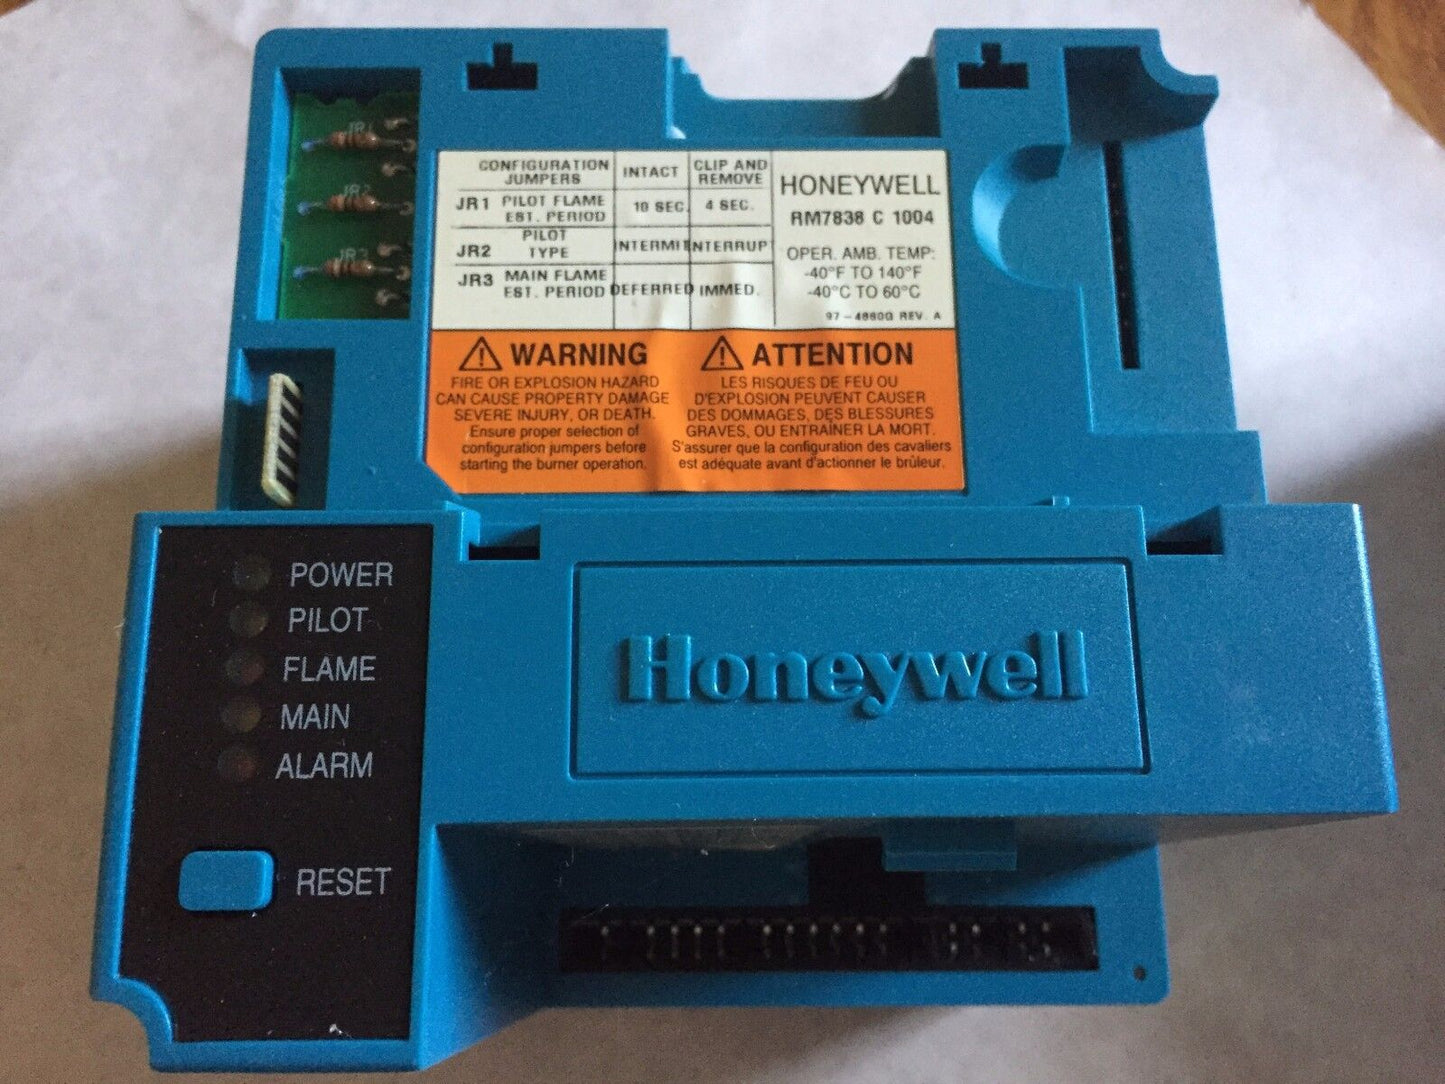 JR1
JR2
JR3
CONFIGURATION JUMPERS INTACT CLIP AND REMOVE
JR1 PILOT FLAME EST. PERIOD 10 SEC. 4 SEC.
JR2 PILOT TYPE INTERMIT INTERRUPT
JR3 MAIN FLAME EST. PERIOD DEFERRED IMMED.
HONEYWELL
RM7838 C 1004
OPER. AMB. TEMP:
-40°F TO 140°F
-40°C TO 60°C
REV. A
WARNING
FIRE OR EXPLOSION HAZARD
CAN CAUSE PROPERTY DAMAGE
SEVERE INJURY, OR DEATH.
Ensure proper selection of
configuration jumpers before
starting the burner operation.
ATTENTION
LES RISQUES DE FEU OU
D'EXPLOSION PEUVENT CAUSER
DES DOMMAGES, DES BLESSURES
GRAVES, OU ENTRAÎNER LA MORT.
S'assurer que la configuration des cavaliers
est adéquate avant d'actionner le brûleur.
POWER
PILOT
FLAME
MAIN
ALARM
RESET
Honeywell